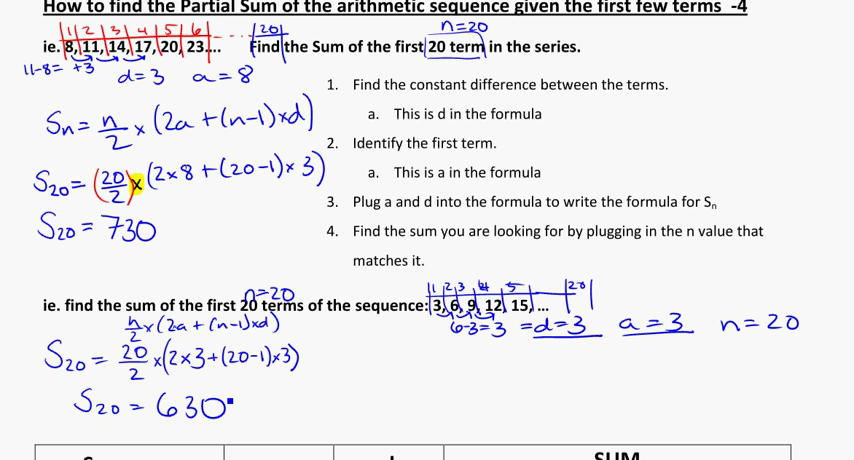 How to find the Partial Sum of the arithmetic sequence given the first few terms -4
1 2 3 4 5 6 ..... 20 n=20
ie. 8, 11, 14, 17, 20, 23.... Find the Sum of the first 20 term in the series.
11-8= +3 d=3 a=8
1. Find the constant difference between the terms.
a. This is d in the formula
Sn = n/2 × (2a + (n-1)×d)
2. Identify the first term.
a. This is a in the formula
S20 = (20/2) × (2×8 + (20-1)×3)
3. Plug a and d into the formula to write the formula for Sn
S20 = 730
4. Find the sum you are looking for by plugging in the n value that
matches it.
n=20 1 2 3 4 5 20
ie. find the sum of the first 20 terms of the sequence: 3, 6, 9, 12, 15, ...
n/2 × (2a + (n-1)×d) 6-3=3 =d=3 a=3 n=20
S20 = 20/2 × (2×3+(20-1)×3)
S20 = 630
SUM